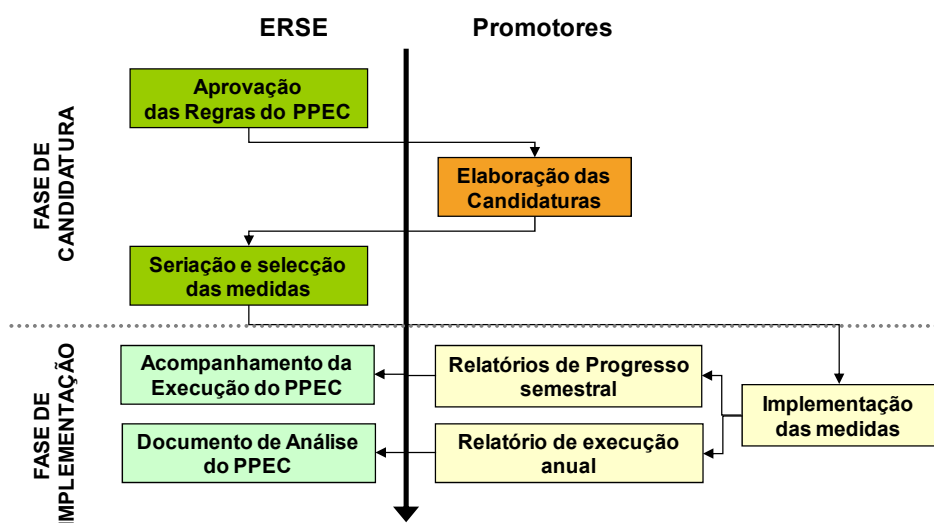 ERSE
Promotores
FASE DE
CANDIDATURA
Aprovação
das Regras do PPEC
Elaboração das
Candidaturas
Seriação e selecção
das medidas
FASE DE
IMPLEMENTAÇÃO
Acompanhamento da
Execução do PPEC
Relatórios de Progresso
semestral
Implementação
das medidas
Documento de Análise
do PPEC
Relatório de execução
anual